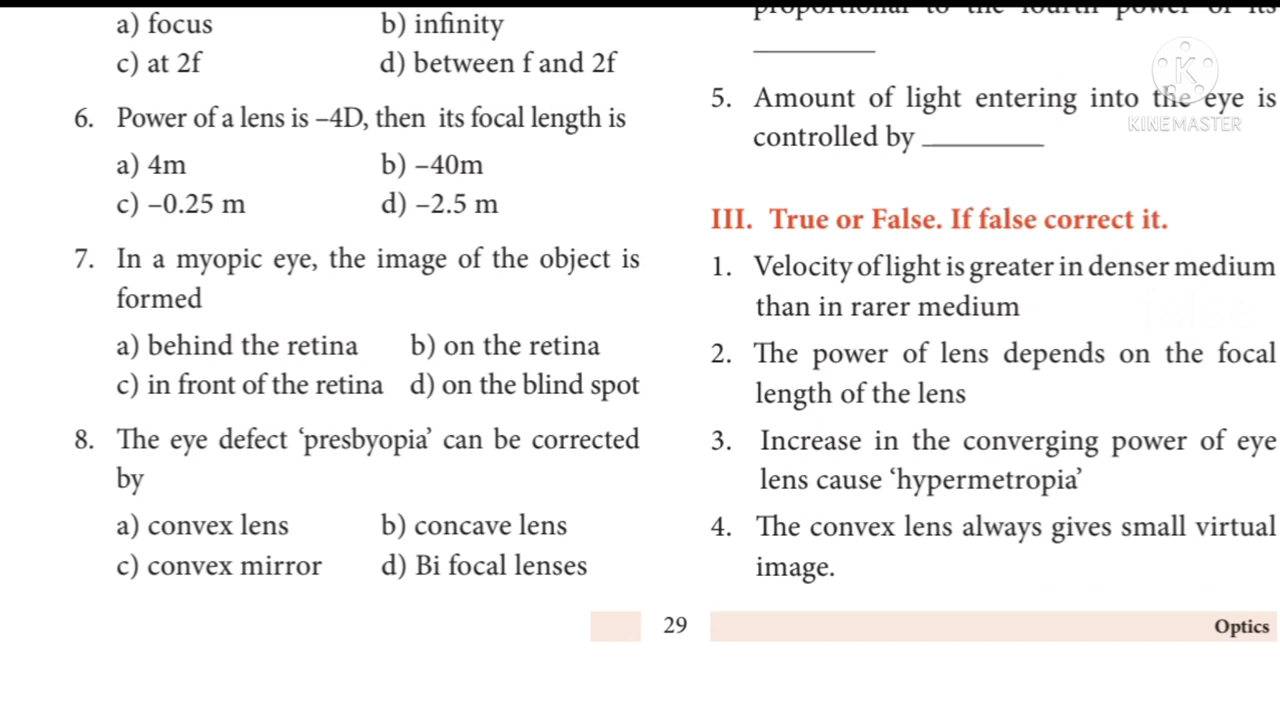 a) focus b) infinity
c) at 2f d) between f and 2f
6. Power of a lens is –4D, then its focal length is
a) 4m b) –40m
c) –0.25 m d) –2.5 m
7. In a myopic eye, the image of the object is
formed
a) behind the retina b) on the retina
c) in front of the retina d) on the blind spot
8. The eye defect ‘presbyopia’ can be corrected
by
a) convex lens b) concave lens
c) convex mirror d) Bi focal lenses
proportional to the fourth power of its
5. Amount of light entering into the eye is
controlled by
III. True or False. If false correct it.
1. Velocity of light is greater in denser medium
than in rarer medium
2. The power of lens depends on the focal
length of the lens
3. Increase in the converging power of eye
lens cause ‘hypermetropia’
4. The convex lens always gives small virtual
image.
29
Optics
K
KINEMASTER